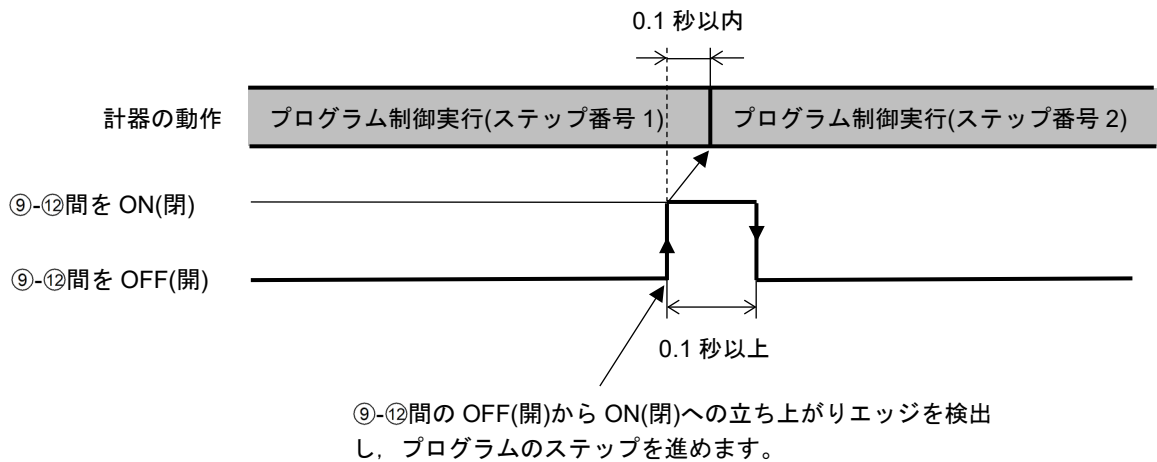 0.1 秒以内
計器の動作
プログラム制御実行(ステップ番号 1)
プログラム制御実行(ステップ番号 2)
⑨-⑫間を ON(閉)
⑨-⑫間を OFF(開)
0.1 秒以上
⑨-⑫間の OFF(開)から ON(閉)への立ち上がりエッジを検出
し，プログラムのステップを進めます。